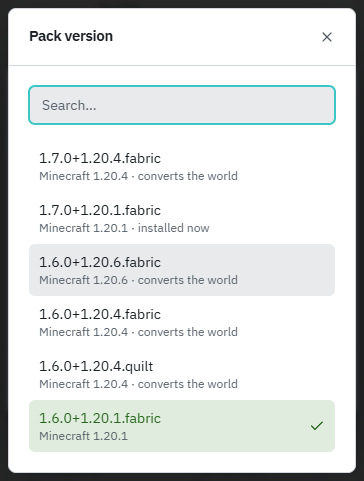 Pack version
Search...
1.7.0+1.20.4.fabric
Minecraft 1.20.4 · converts the world
1.7.0+1.20.1.fabric
Minecraft 1.20.1 · installed now
1.6.0+1.20.6.fabric
Minecraft 1.20.6 · converts the world
1.6.0+1.20.4.fabric
Minecraft 1.20.4 · converts the world
1.6.0+1.20.4.quilt
Minecraft 1.20.4 · converts the world
1.6.0+1.20.1.fabric
Minecraft 1.20.1